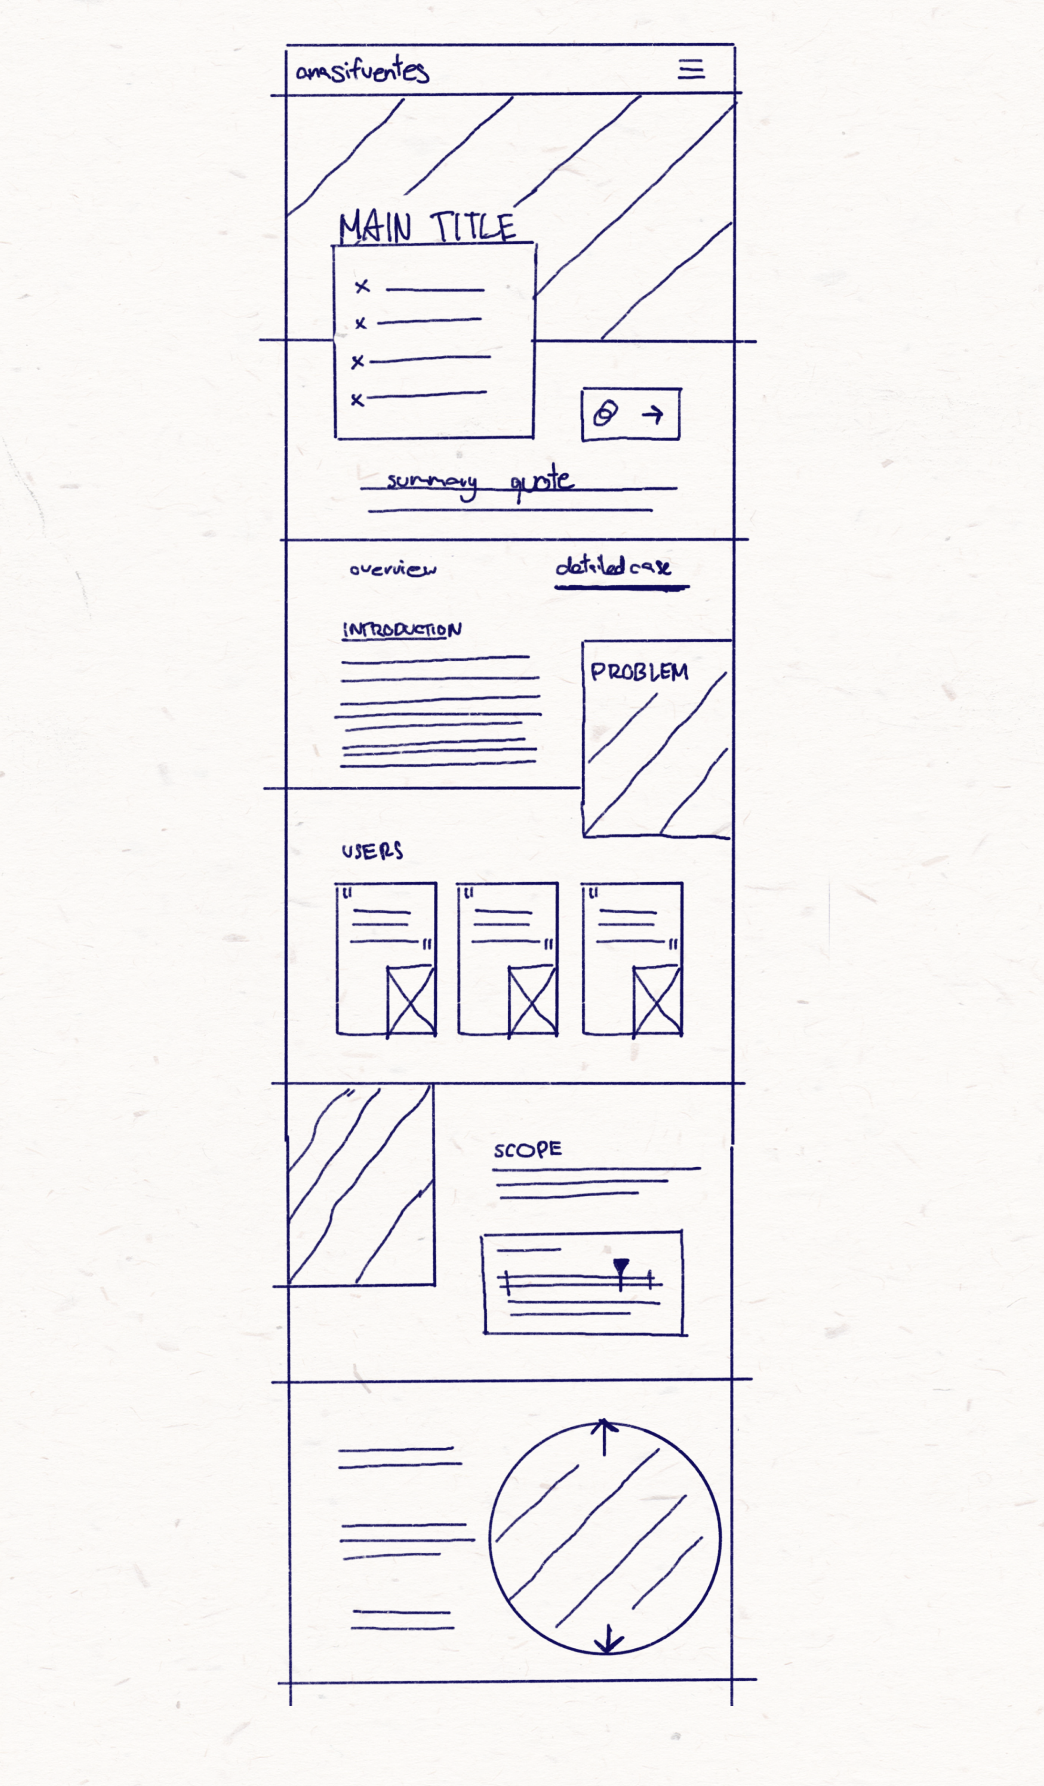 anasifuentes
MAIN TITLE
x
x
x
x
summary quote
overview
detailed case
INTRODUCTION
PROBLEM
USERS
" "
" "
" "
SCOPE